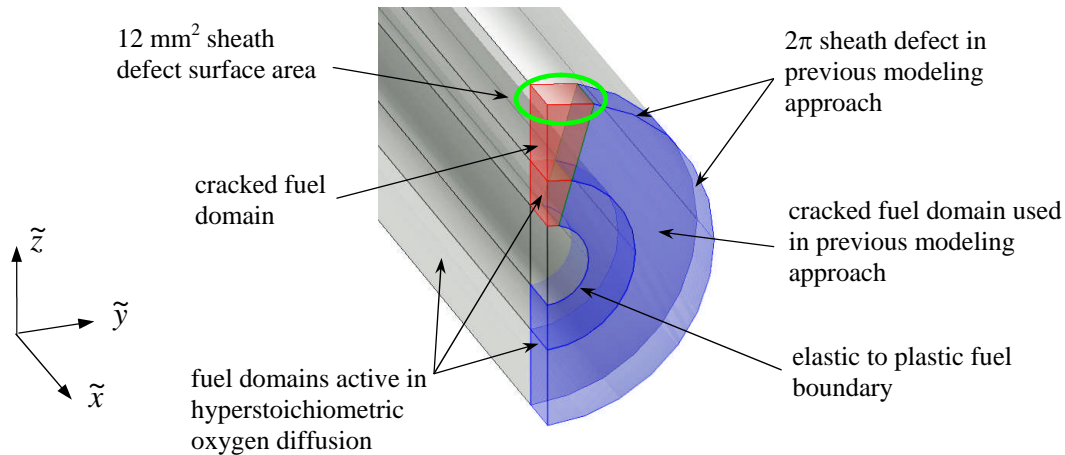 12 mm² sheath
defect surface area
cracked fuel
domain
z̃
ỹ
x̃
fuel domains active in
hyperstoichiometric
oxygen diffusion
2π sheath defect in
previous modeling
approach
cracked fuel domain used
in previous modeling
approach
elastic to plastic fuel
boundary